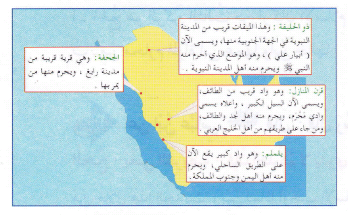 ذو الحليفة : وهذا الميقات قريب من المدينة
النبوية في الجهة الجنوبية منها، ويسمى الآن
( أبيار علي ) ، وهو الموضع الذي أحرم منه
النبي ﷺ ويحرم منه أهل المدينة النبوية .
الجحفة : وهي قرية قريبة من
مدينة رابغ ، ويحرم منها من
يمر بها .
قرن المنازل: وهو واد قريب من الطائف،
ويسمى الآن السيل الكبير ، وأعلاه يسمى
وادي محرم، ويحرم منه أهل نجد والطائف،
ومن جاء على طريقهم من أهل الخليج العربي .
يلملم : وهو واد كبير يقع الآن
على الطريق الساحلي، ويحرم
منه أهل اليمن وجنوب المملكة .